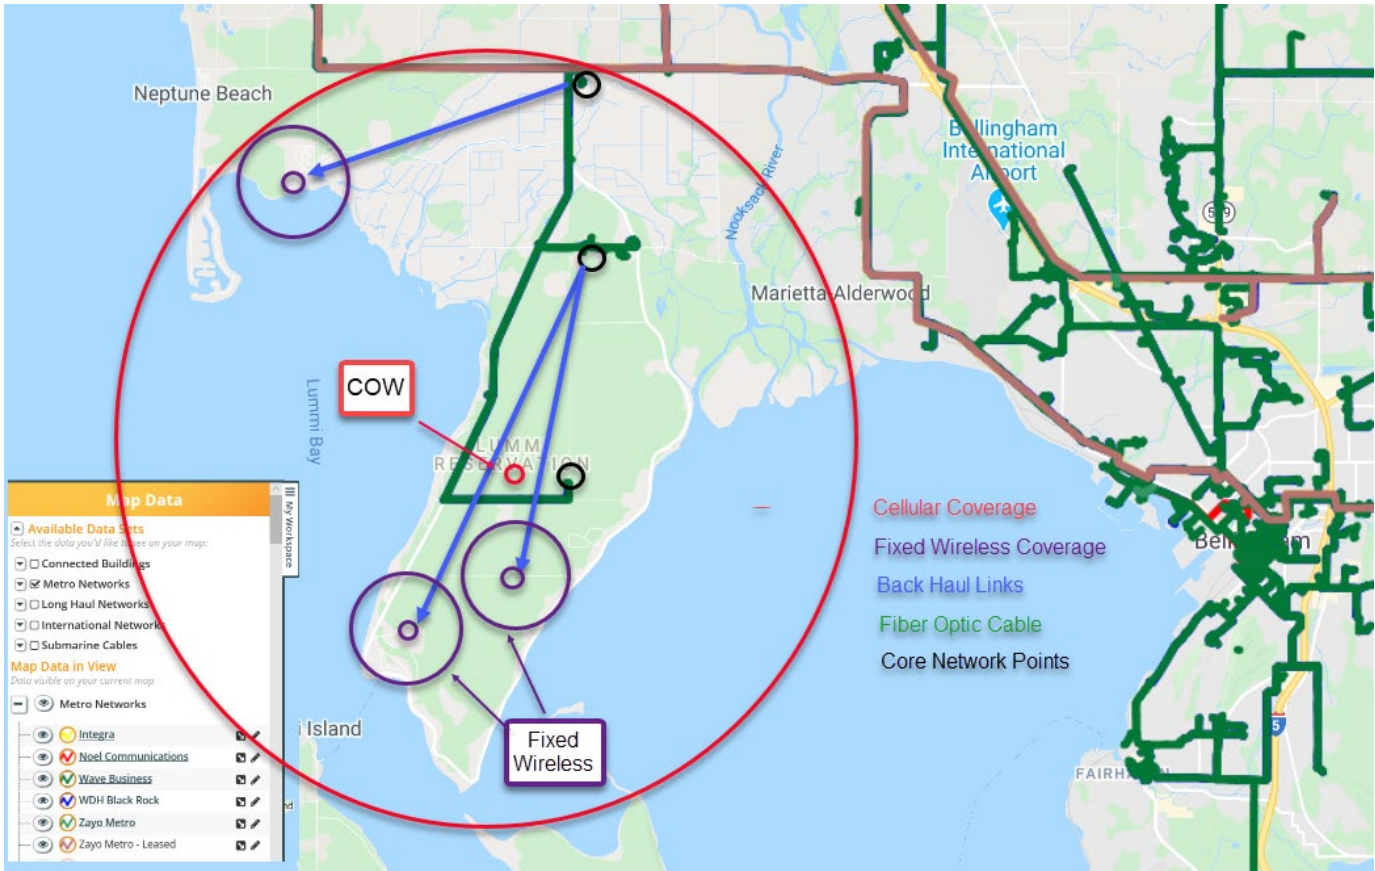 Neptune Beach
Bellingham
International
Airport
Nooksack River
Marietta-Alderwood
COW
Lummi Bay
LUMM
RESERVATION
Cellular Coverage
Fixed Wireless Coverage
Back Haul Links
Fiber Optic Cable
Core Network Points
Map Data
My Workspace
Available Data Sets
Select the data you'd like to see on your map:
Connected Buildings
Metro Networks
Long Haul Networks
International Networks
Submarine Cables
Map Data in View
Data visible on your current map
Metro Networks
Integra
Noel Communications
Wave Business
WDH Black Rock
Zayo Metro
Zayo Metro - Leased
i Island
Fixed
Wireless
nd
5